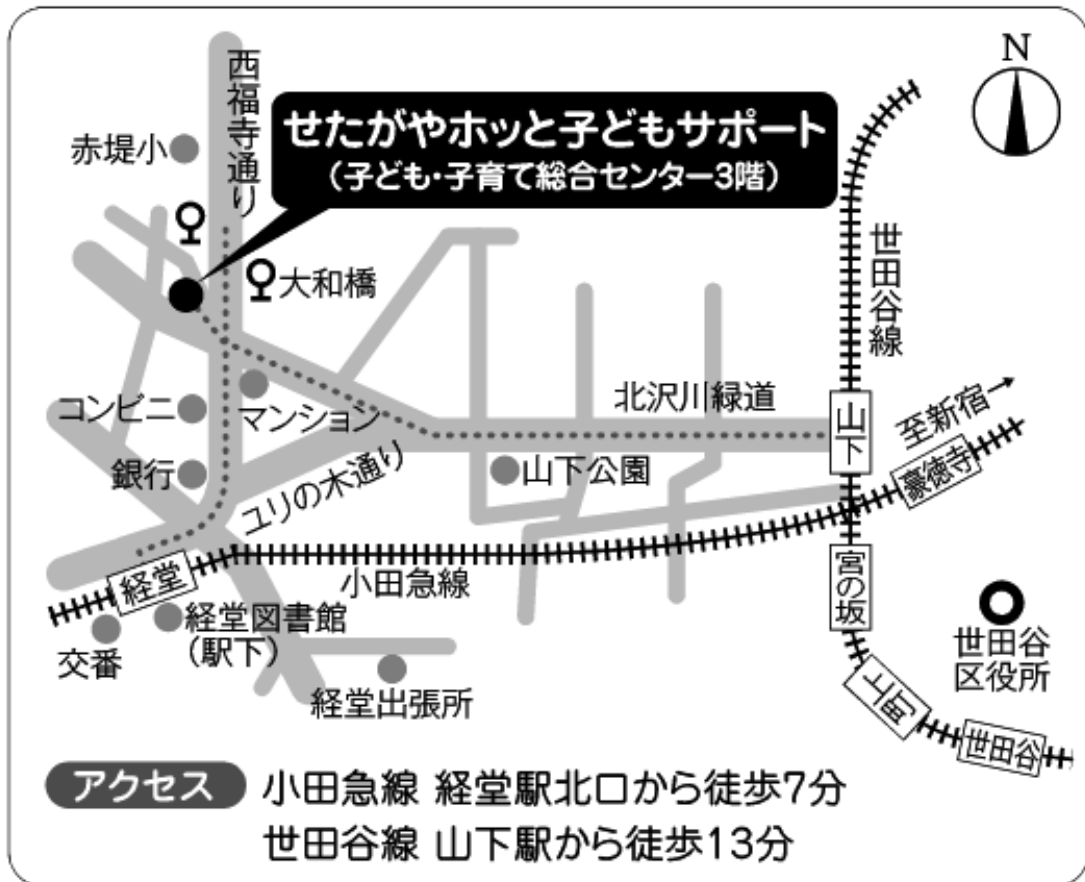 N
西福寺通り
せたがやホッと子どもサポート
(子ども・子育て総合センター3階)
赤堤小
大和橋
世田谷線
コンビニ
マンション
北沢川緑道
山下
至新宿→
銀行
ユリの木通り
山下公園
豪徳寺
経堂
小田急線
宮の坂
経堂図書館
(駅下)
交番
世田谷
区役所
経堂出張所
上町
世田谷
アクセス
小田急線 経堂駅北口から徒歩7分
世田谷線 山下駅から徒歩13分